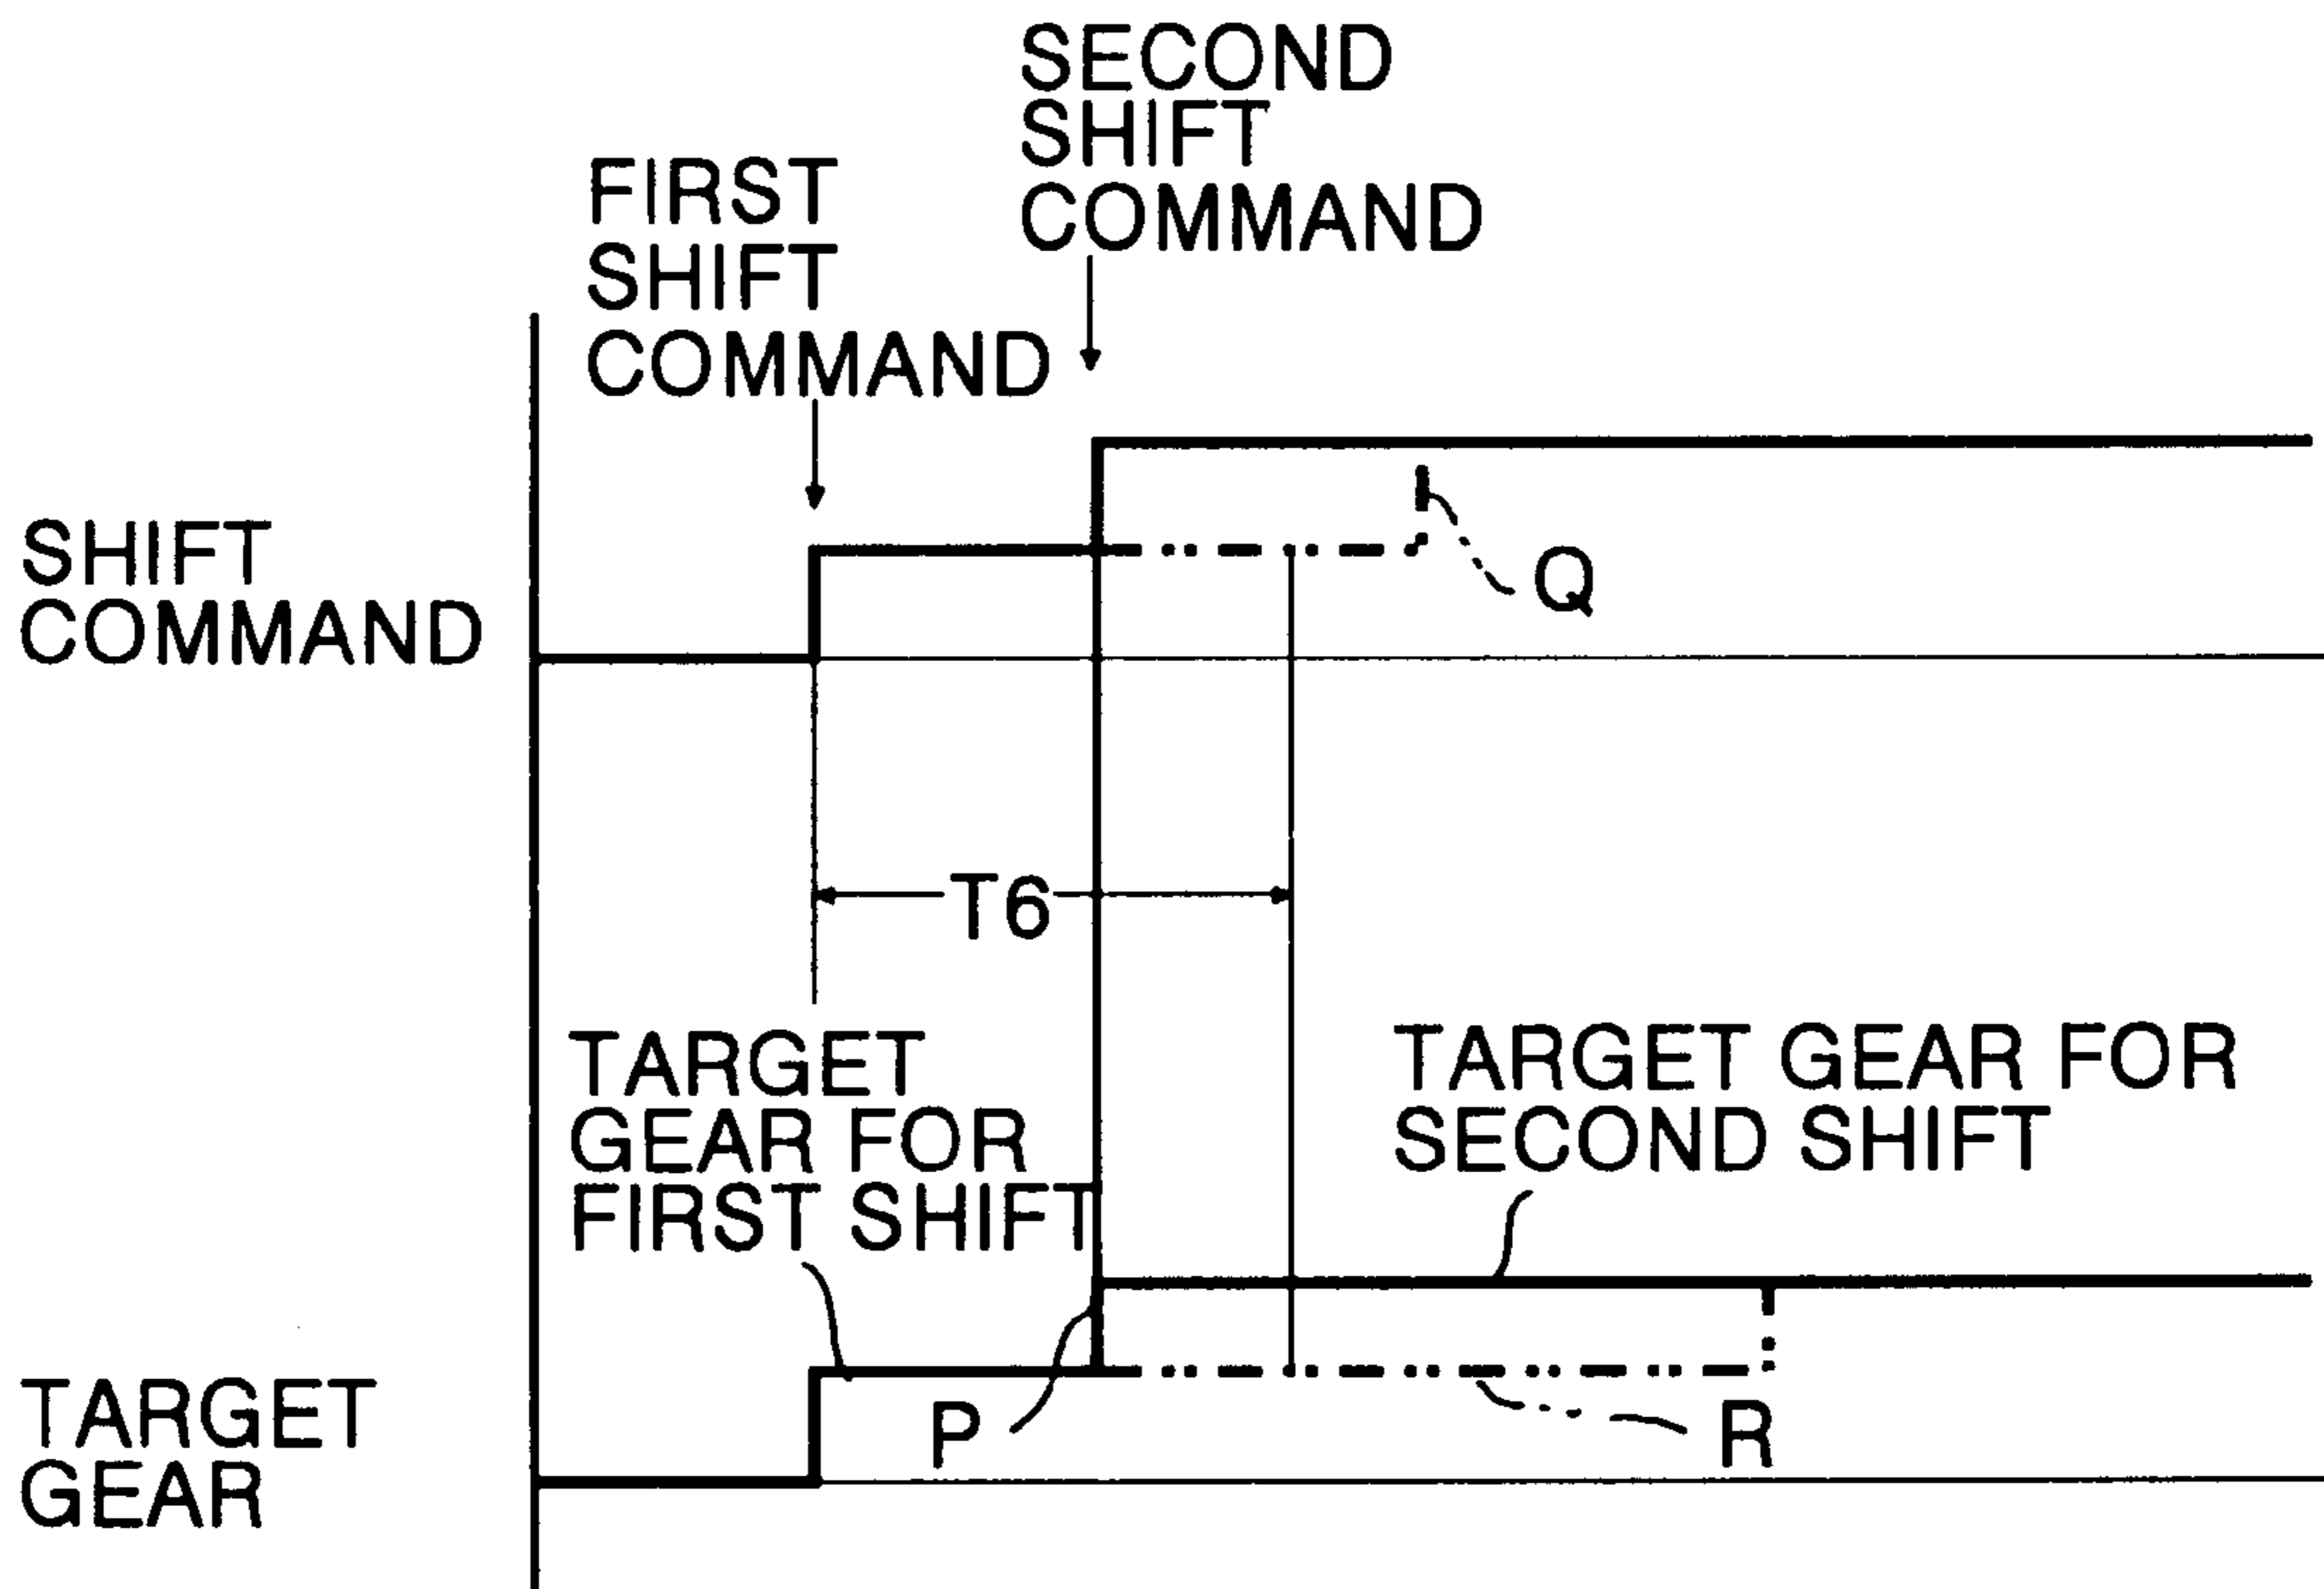 SECOND
SHIFT
COMMAND
FIRST
SHIFT
COMMAND
SHIFT
COMMAND
Q
T6
TARGET
GEAR FOR
FIRST SHIFT
TARGET GEAR FOR
SECOND SHIFT
P
R
TARGET
GEAR